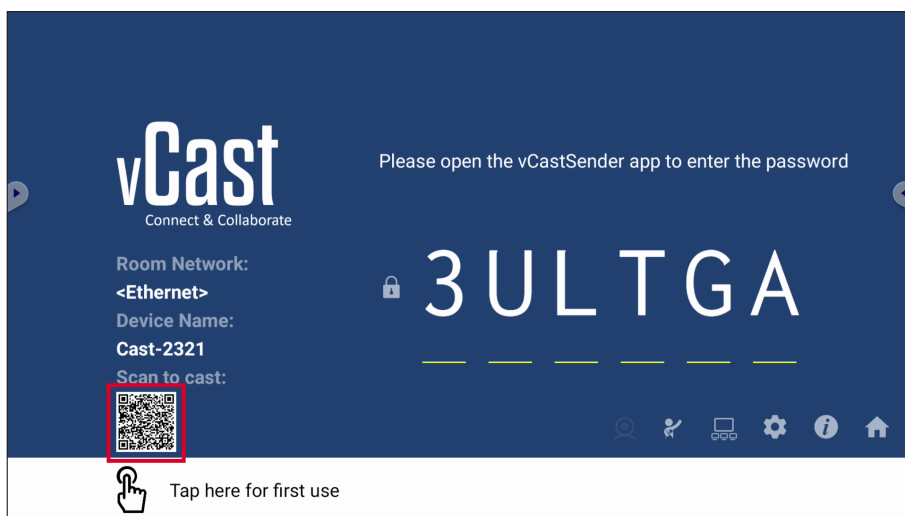 vCast
Connect & Collaborate
Please open the vCastSender app to enter the password
Room Network:
<Ethernet>
Device Name:
Cast-2321
Scan to cast:
3ULTGA
Tap here for first use